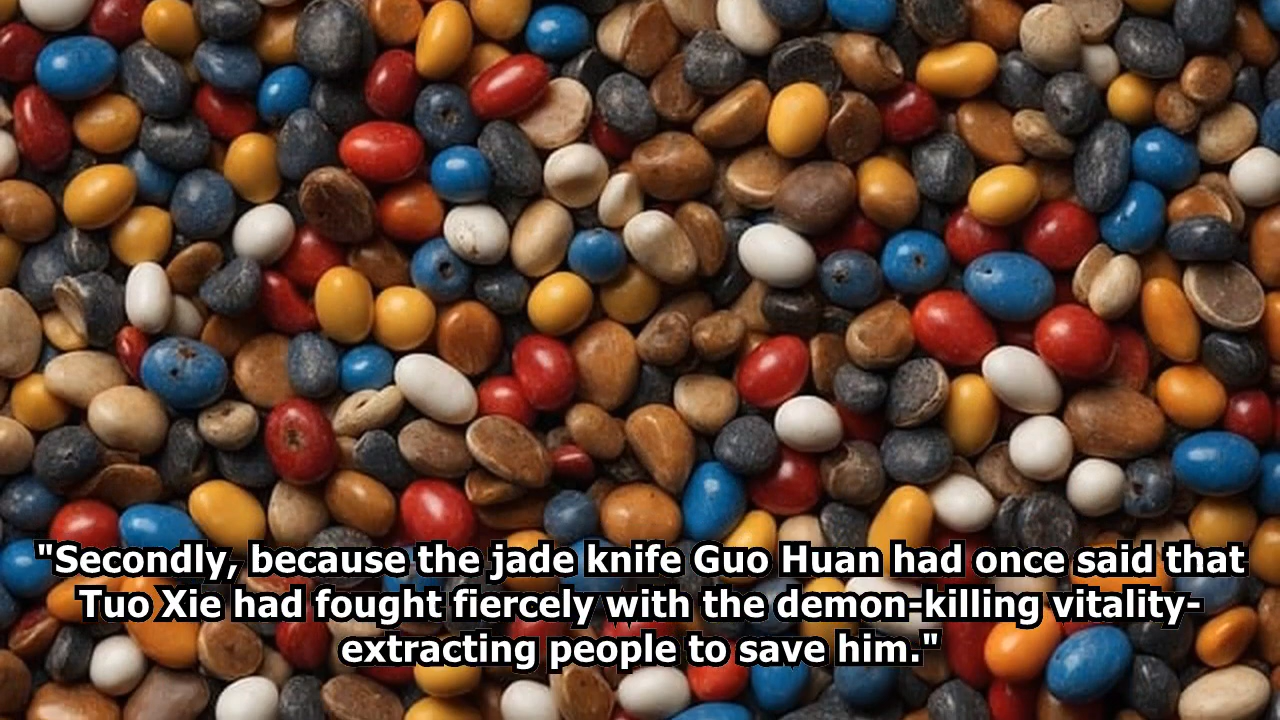 "Secondly, because the jade knife Guo Huan had once said that
Tuo Xie had fought fiercely with the demon-killing vitality-
extracting people to save him."